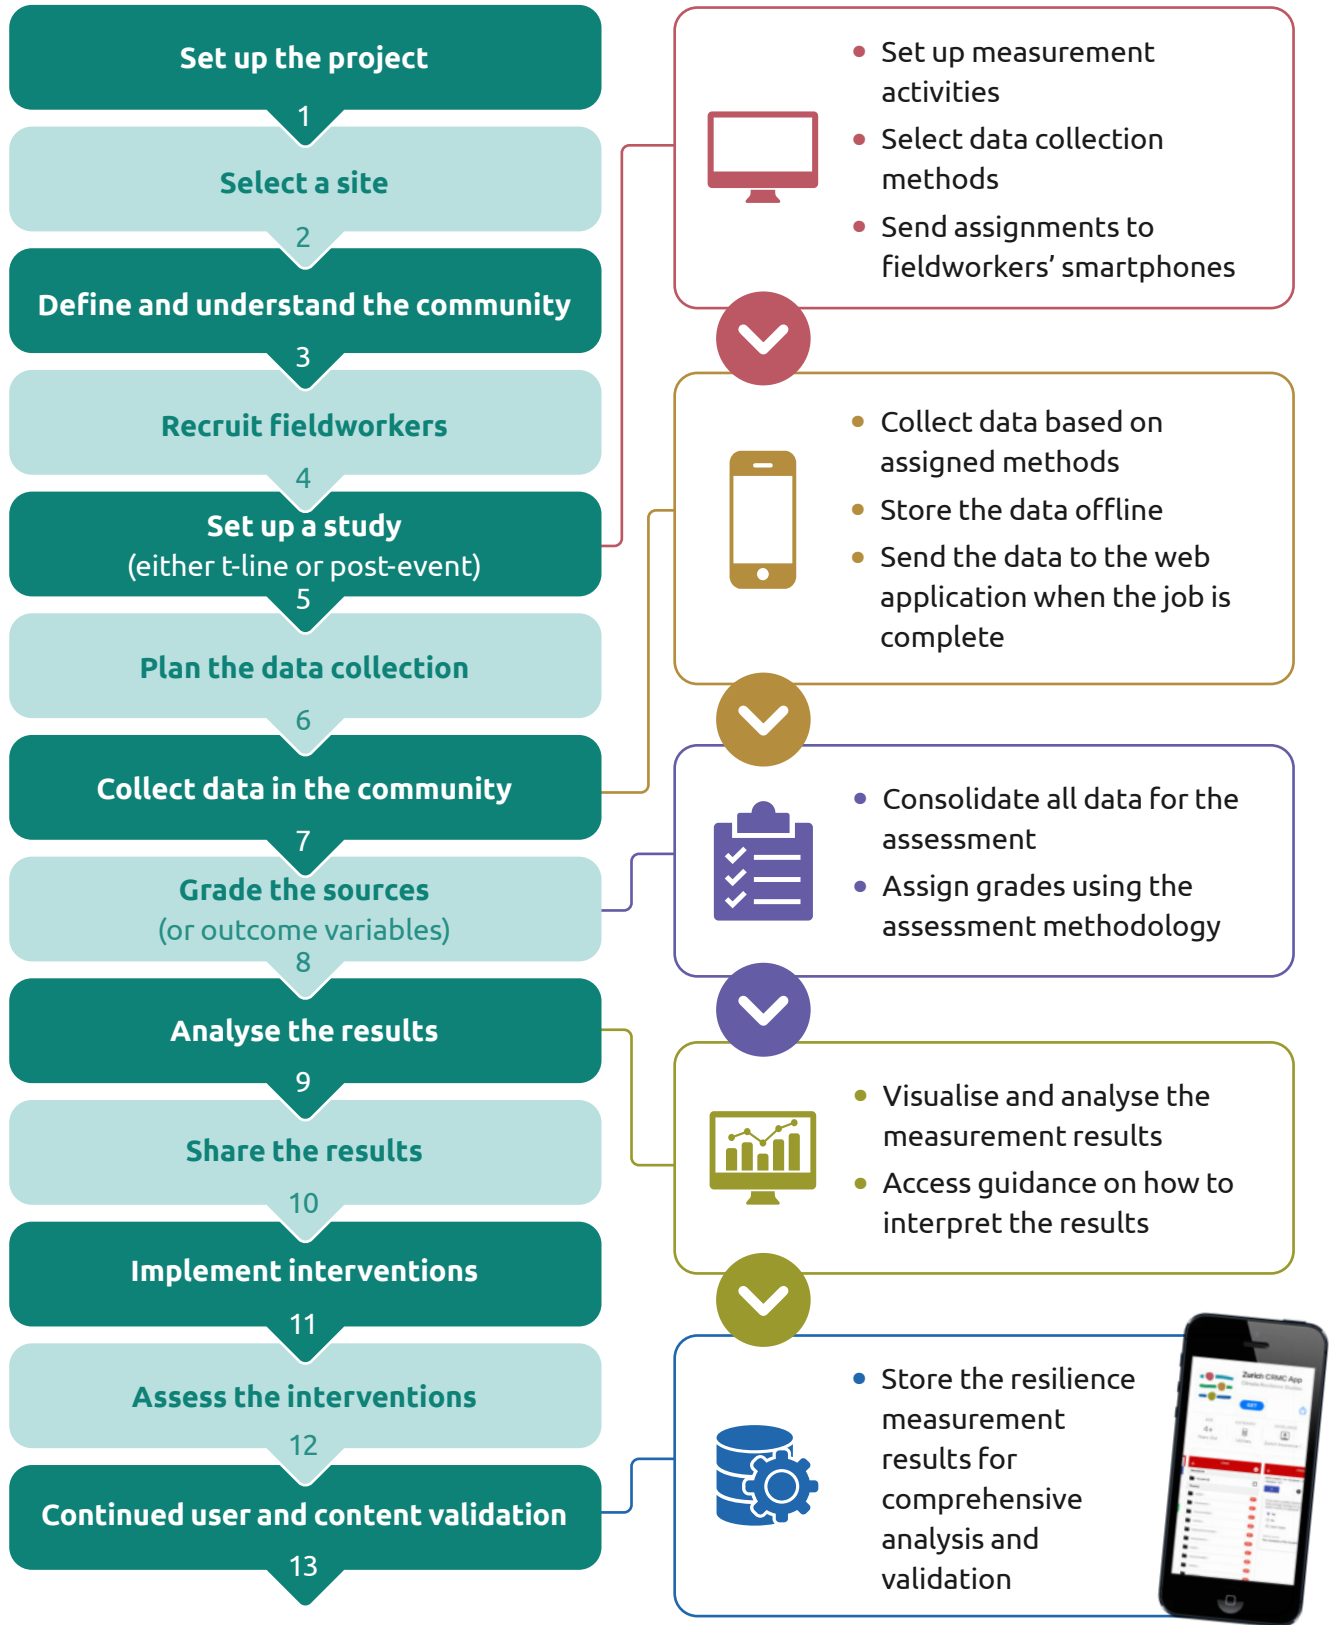 Set up the project
1
Select a site
2
Define and understand the community
3
Recruit fieldworkers
4
Set up a study
(either t-line or post-event)
5
Plan the data collection
6
Collect data in the community
7
Grade the sources
(or outcome variables)
8
Analyse the results
9
Share the results
10
Implement interventions
11
Assess the interventions
12
Continued user and content validation
13
• Set up measurement
activities
• Select data collection
methods
• Send assignments to
fieldworkers’ smartphones
• Collect data based on
assigned methods
• Store the data offline
• Send the data to the web
application when the job is
complete
• Consolidate all data for the
assessment
• Assign grades using the
assessment methodology
• Visualise and analyse the
measurement results
• Access guidance on how to
interpret the results
• Store the resilience
measurement
results for
comprehensive
analysis and
validation
Zurich CRMC App
GET
4+